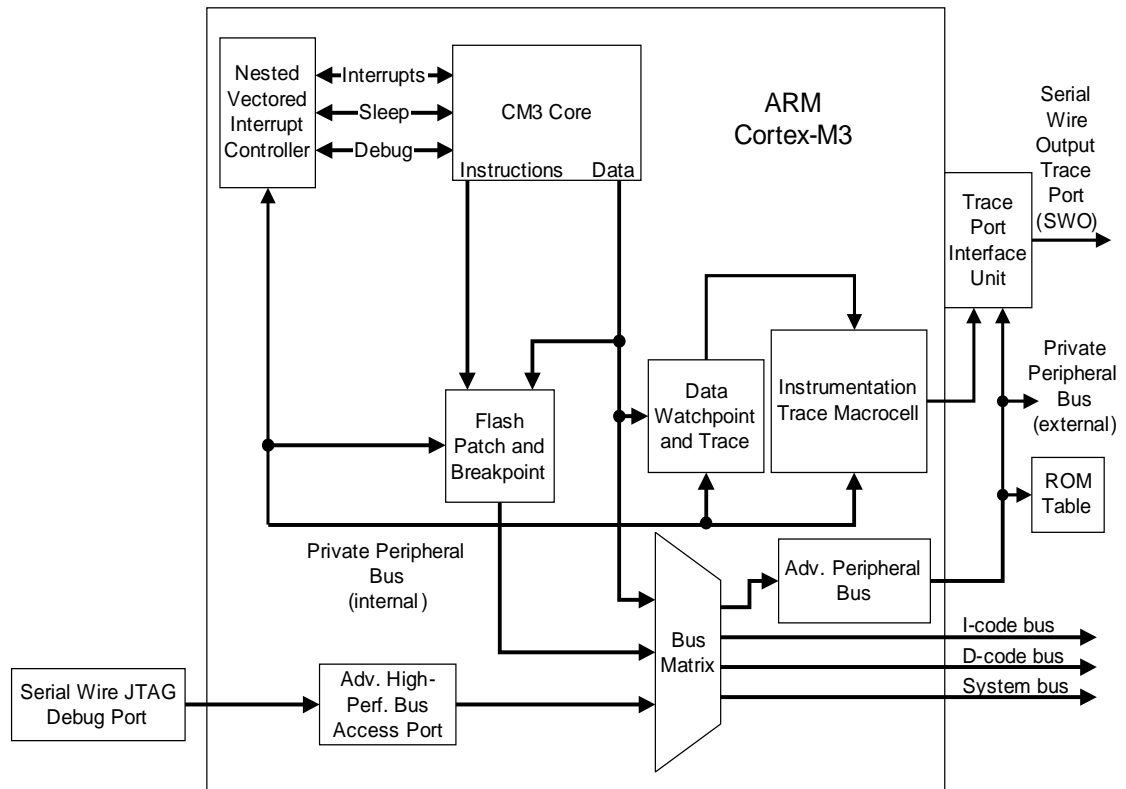 Nested
Vectored
Interrupt
Controller
Interrupts
Sleep
Debug
CM3 Core
Instructions
Data
ARM
Cortex-M3
Serial
Wire
Output
Trace
Port
(SWO)
Trace
Port
Interface
Unit
Flash
Patch and
Breakpoint
Data
Watchpoint
and Trace
Instrumentation
Trace Macrocell
Private
Peripheral
Bus
(external)
ROM
Table
Private Peripheral
Bus
(internal)
Bus
Matrix
Adv. Peripheral
Bus
I-code bus
D-code bus
System bus
Serial Wire JTAG
Debug Port
Adv. High-
Perf. Bus
Access Port